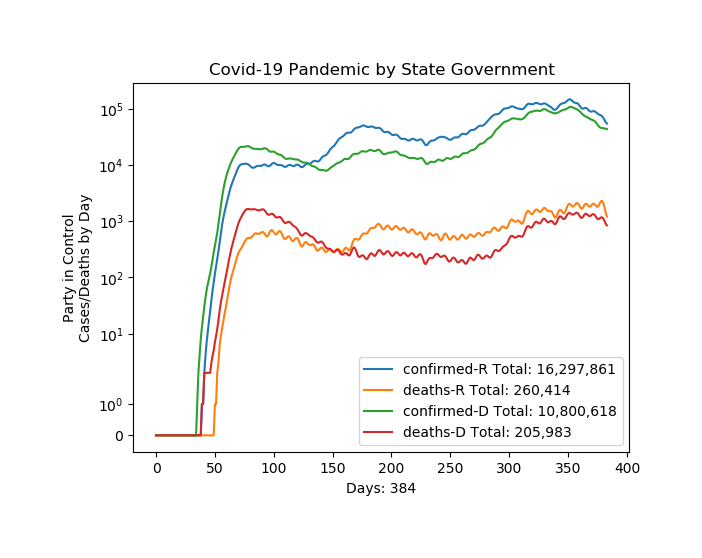 Covid-19 Pandemic by State Government
Party in Control
Cases/Deaths by Day
10^5
10^4
10^3
10^2
10^1
10^0
0
confirmed-R Total: 16,297,861
deaths-R Total: 260,414
confirmed-D Total: 10,800,618
deaths-D Total: 205,983
0 50 100 150 200 250 300 350 400
Days: 384